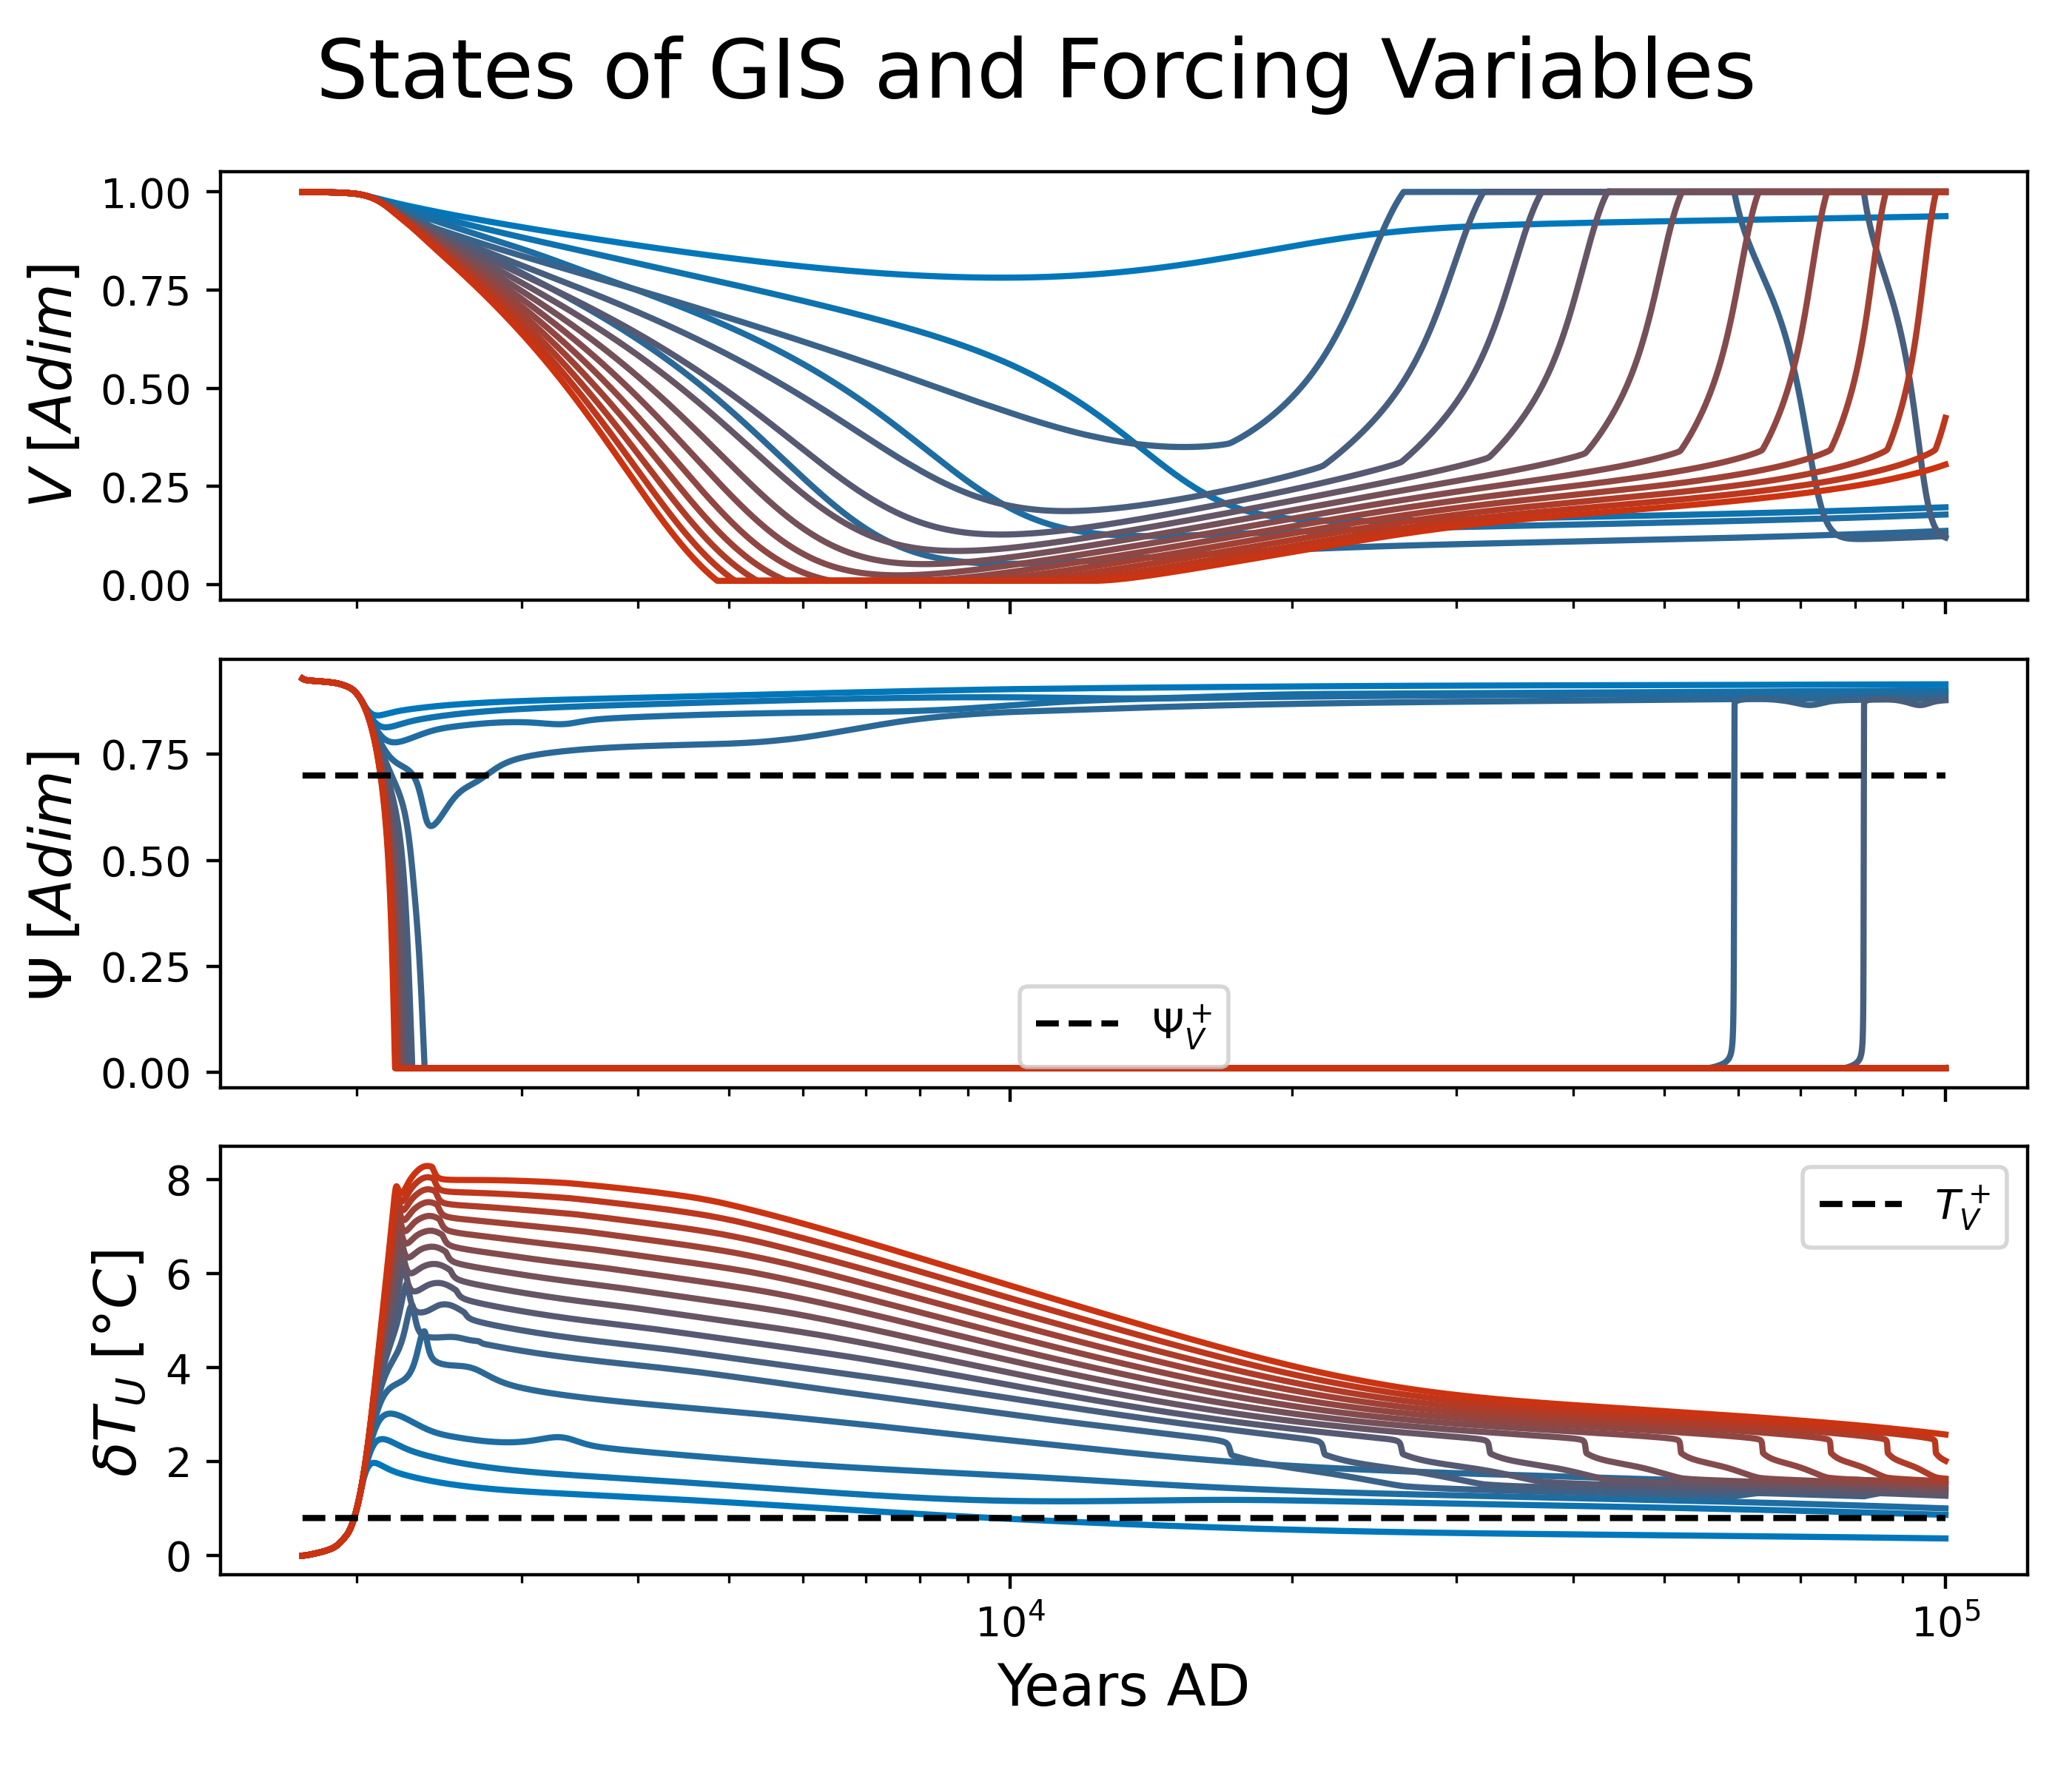 States of GIS and Forcing Variables
V [Adim]
1.00
0.75
0.50
0.25
0.00
Ψ [Adim]
0.75
0.50
0.25
0.00
Ψ_V^+
δT_U [°C]
8
6
4
2
0
T_V^+
10^4
10^5
Years AD